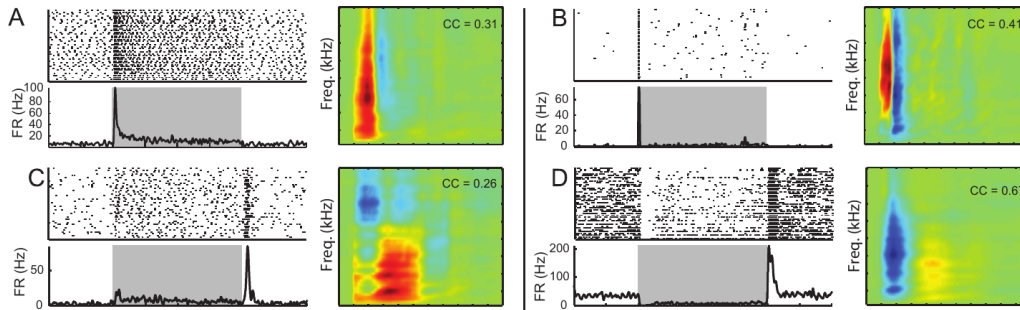 A
CC = 0.31
FR (Hz)
100
80
60
40
20
Freq. (kHz)
B
CC = 0.41
FR (Hz)
60
40
20
0
Freq. (kHz)
C
CC = 0.26
FR (Hz)
50
0
Freq. (kHz)
D
CC = 0.67
FR (Hz)
200
100
0
Freq. (kHz)